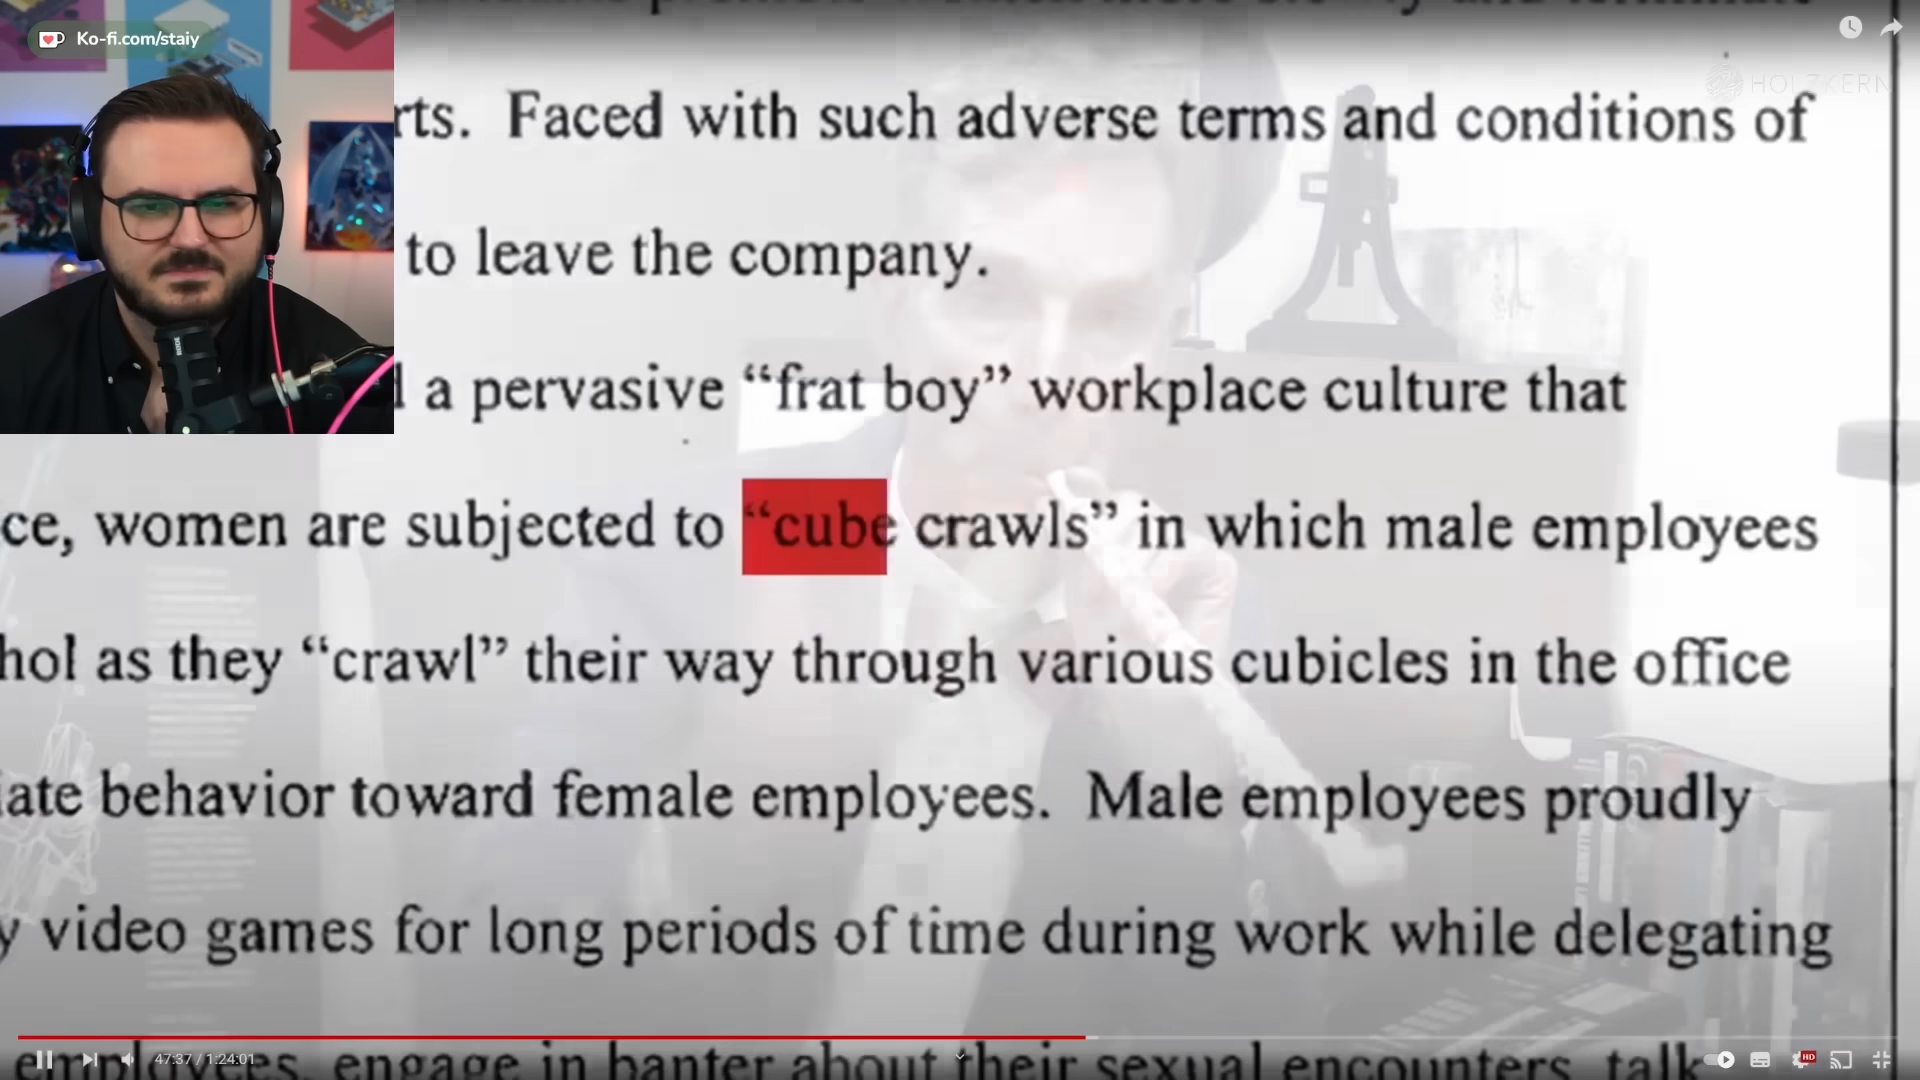 Ko-fi.com/staiy
HOLZKERN
rts. Faced with such adverse terms and conditions of
to leave the company.
a pervasive “frat boy” workplace culture that
ce, women are subjected to “cube crawls” in which male employees
hol as they “crawl” their way through various cubicles in the office
iate behavior toward female employees. Male employees proudly
y video games for long periods of time during work while delegating
employees, engage in banter about their sexual encounters, talk
47:37 / 1:24:01
HD